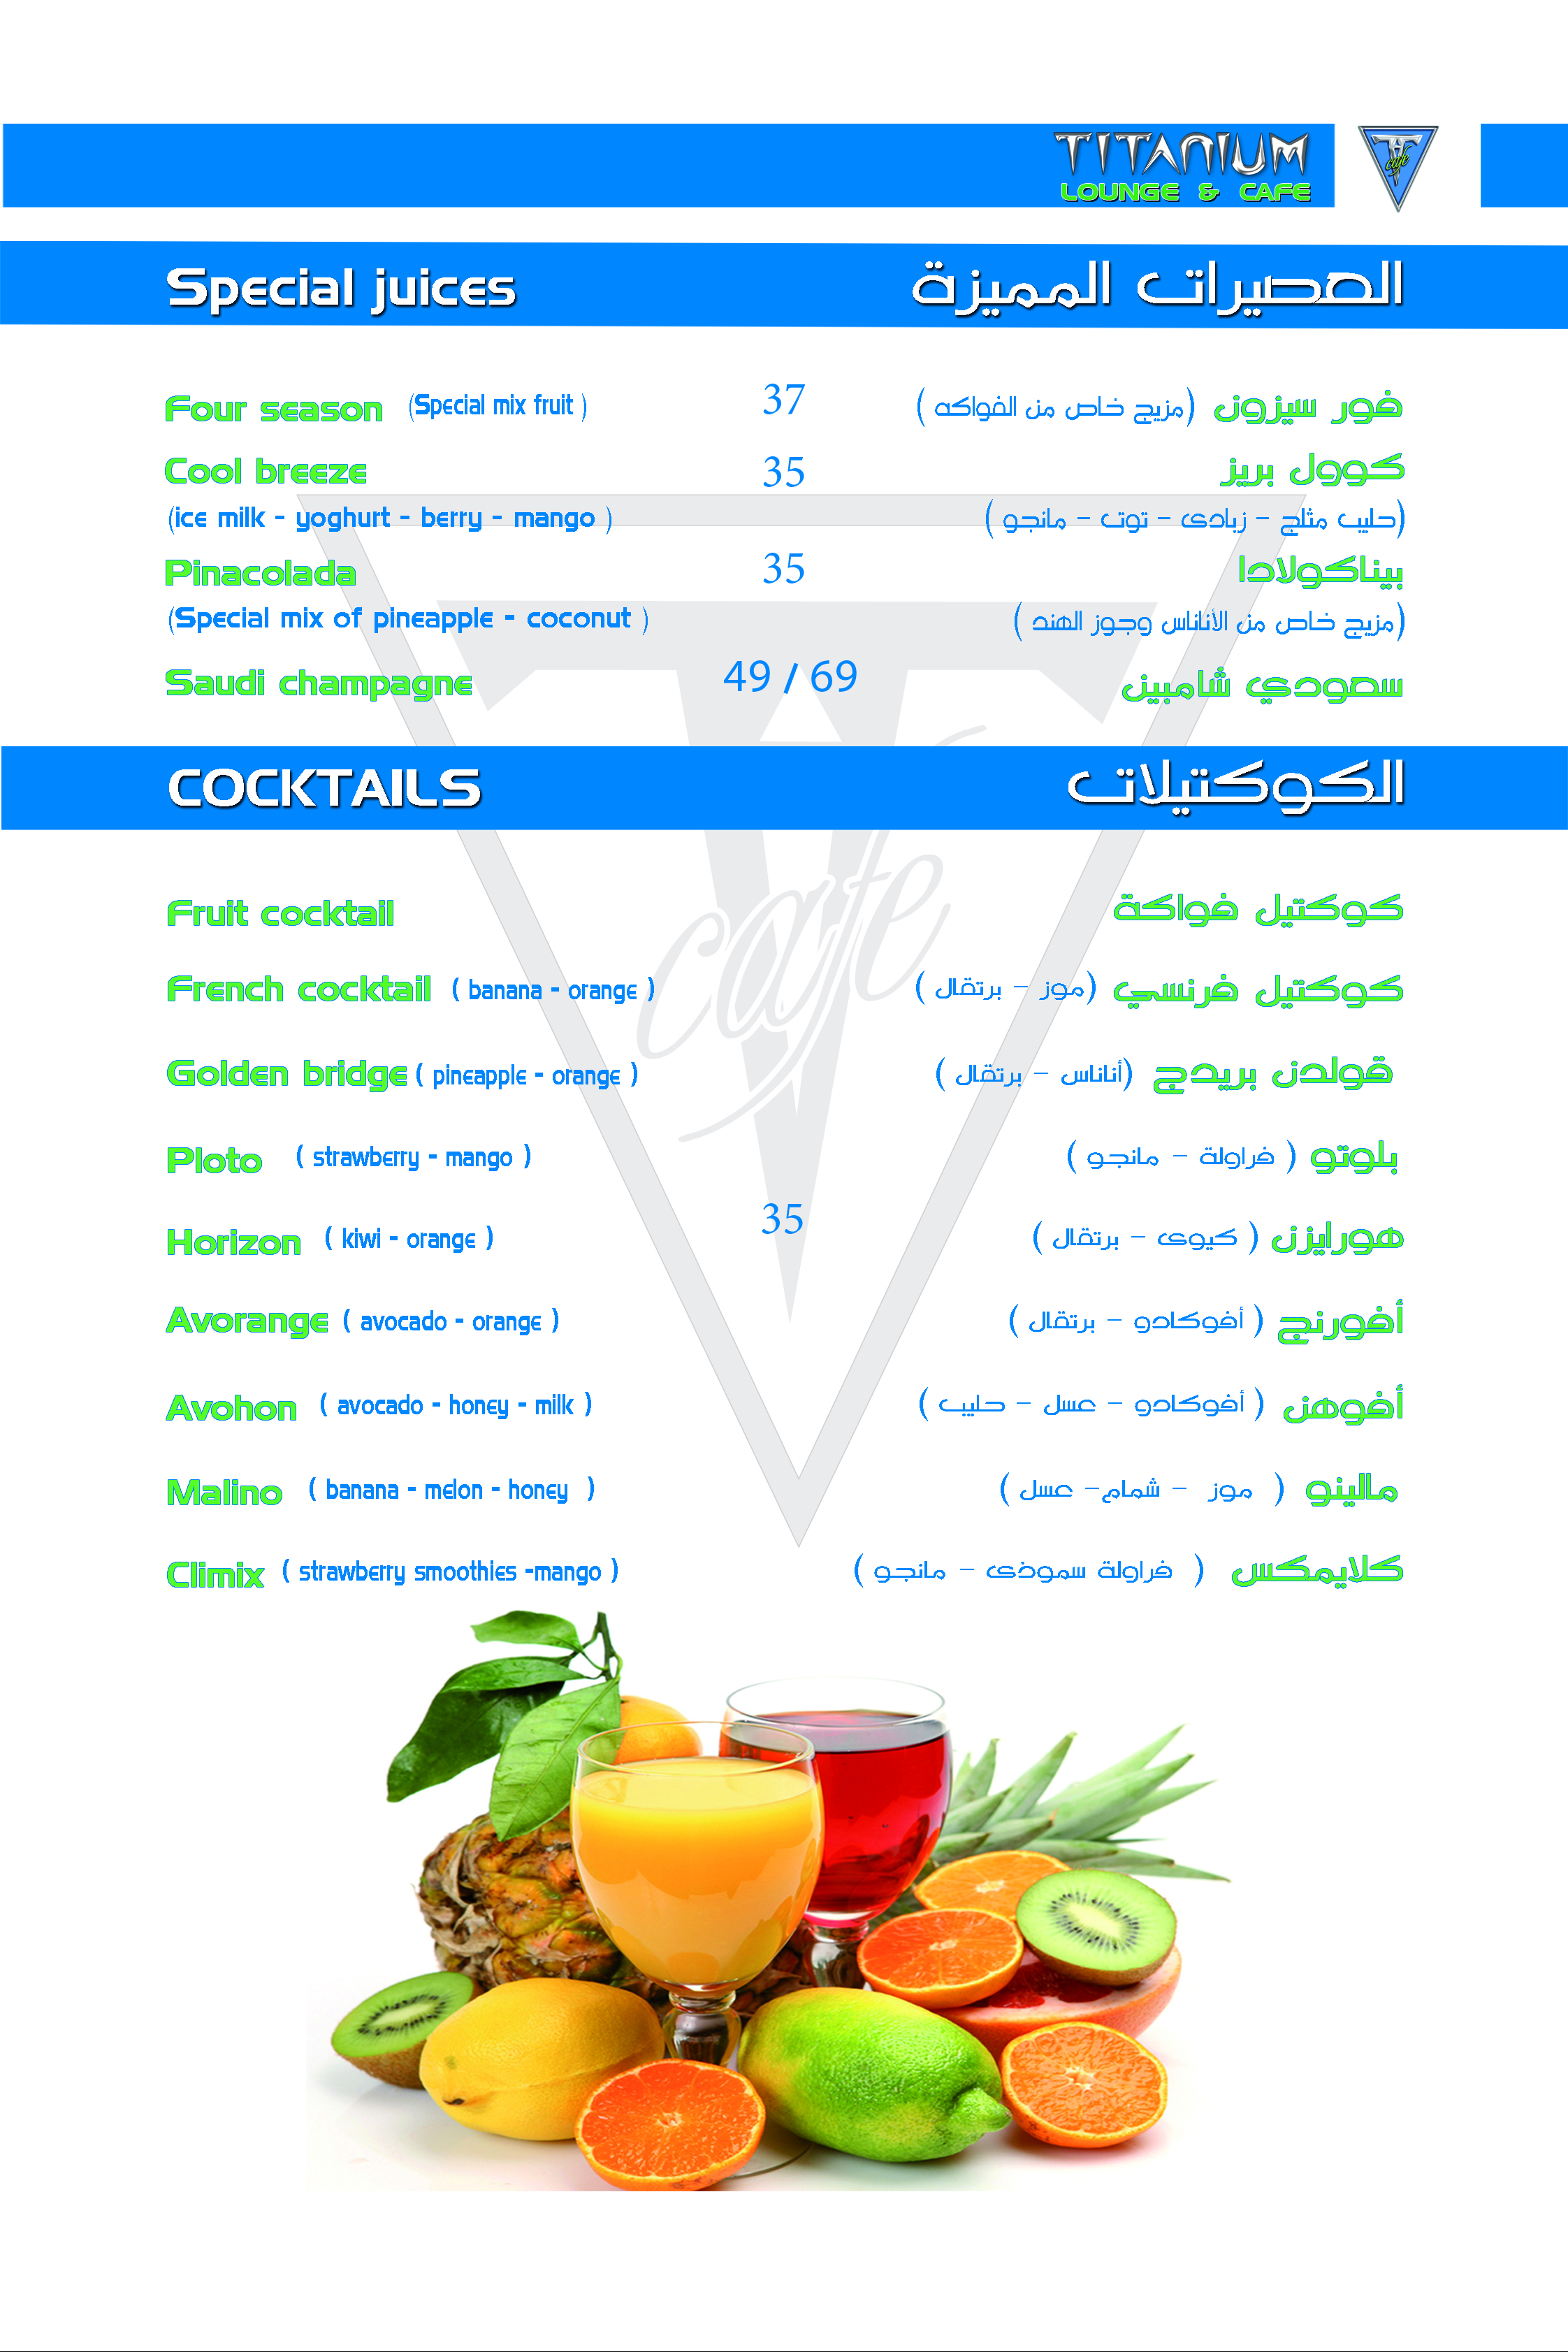 TITANIUM
LOUNGE & CAFE
cafe
Special juices العصيرات المميزة
Four season (Special mix fruit ) 37 فور سيزون (مزيج خاص من الفواكه )
Cool breeze 35 كوول بريز
(ice milk - yoghurt - berry - mango ) (حليب مثلج - زبادى - توت - مانجو )
Pinacolada 35 بيناكولادا
(Special mix of pineapple - coconut ) (مزيج خاص من الأناناس وجوز الهند )
Saudi champagne 49 / 69 سعودي شامبين
COCKTAILS الكوكتيلات
cafe
Fruit cocktail كوكتيل فواكة
French cocktail ( banana - orange ) كوكتيل فرنسي (موز - برتقال )
Golden bridge ( pineapple - orange ) قولدن بريدج (أناناس - برتقال )
Ploto ( strawberry - mango ) بلوتو ( فراولة - مانجو )
35
Horizon ( kiwi - orange ) هورايزن ( كيوى - برتقال )
Avorange ( avocado - orange ) أفورنج ( أفوكادو - برتقال )
Avohon ( avocado - honey - milk ) أفوهن ( أفوكادو - عسل - حليب )
Malino ( banana - melon - honey ) مالينو ( موز - شمام- عسل )
Climix ( strawberry smoothies -mango ) كلايمكس ( فراولة سموذى - مانجو )